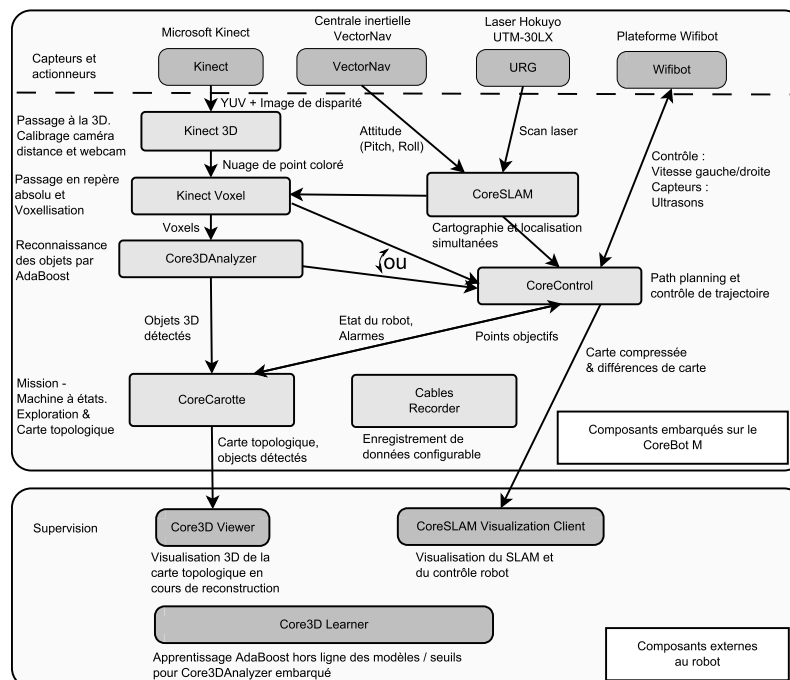 Microsoft Kinect
Centrale inertielle
VectorNav
Laser Hokuyo
UTM-30LX
Plateforme Wifibot
Capteurs et
actionneurs
Kinect
VectorNav
URG
Wifibot
YUV + Image de disparité
Passage à la 3D.
Calibrage caméra
distance et webcam
Kinect 3D
Attitude
(Pitch, Roll)
Scan laser
Nuage de point coloré
Contrôle :
Vitesse gauche/droite
Capteurs :
Ultrasons
Passage en repère
absolu et
Voxellisation
Kinect Voxel
CoreSLAM
Voxels
Cartographie et localisation
simultanées
Reconnaissance
des objets par
AdaBoost
Core3DAnalyzer
ou
CoreControl
Path planning et
contrôle de trajectoire
Objets 3D
détectés
Etat du robot,
Alarmes
Points objectifs
Carte compressée
& différences de carte
Mission -
Machine à états.
Exploration &
Carte topologique
CoreCarotte
Cables
Recorder
Carte topologique,
objects détectés
Enregistrement de
données configurable
Composants embarqués sur le
CoreBot M
Supervision
Core3D Viewer
CoreSLAM Visualization Client
Visualisation 3D de la
carte topologique en
cours de reconstruction
Visualisation du SLAM et
du contrôle robot
Core3D Learner
Apprentissage AdaBoost hors ligne des modèles / seuils
pour Core3DAnalyzer embarqué
Composants externes
au robot